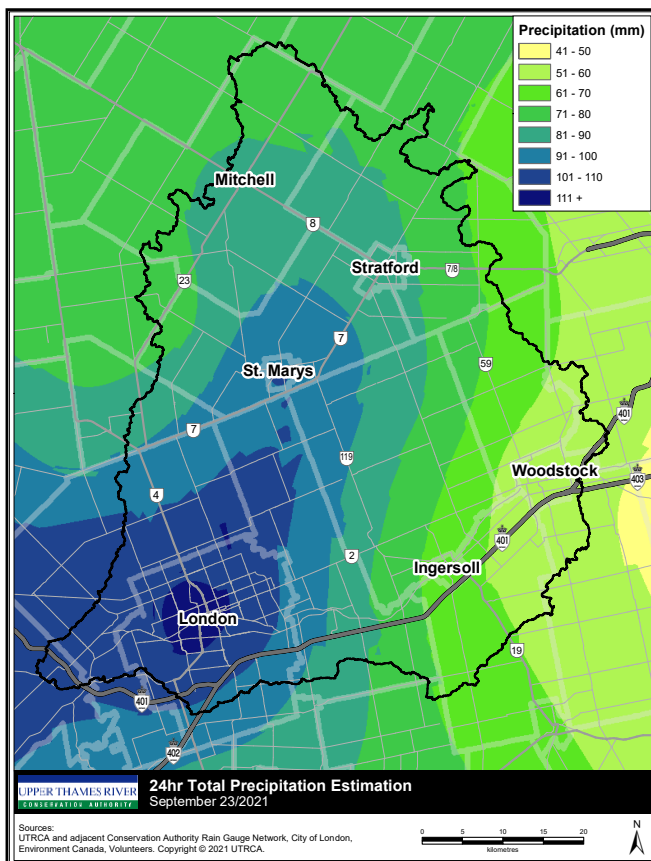 Precipitation (mm)
41 - 50
51 - 60
61 - 70
71 - 80
81 - 90
91 - 100
101 - 110
111 +
Mitchell
8
Stratford
7/8
23
7
St. Marys
59
401
7
119
Woodstock
403
4
401
2
Ingersoll
London
19
401
402
UPPER THAMES RIVER
CONSERVATION AUTHORITY
24hr Total Precipitation Estimation
September 23/2021
Sources:
UTRCA and adjacent Conservation Authority Rain Gauge Network, City of London,
Environment Canada, Volunteers. Copyright © 2021 UTRCA.
0 5 10 15 20
kilometres
N